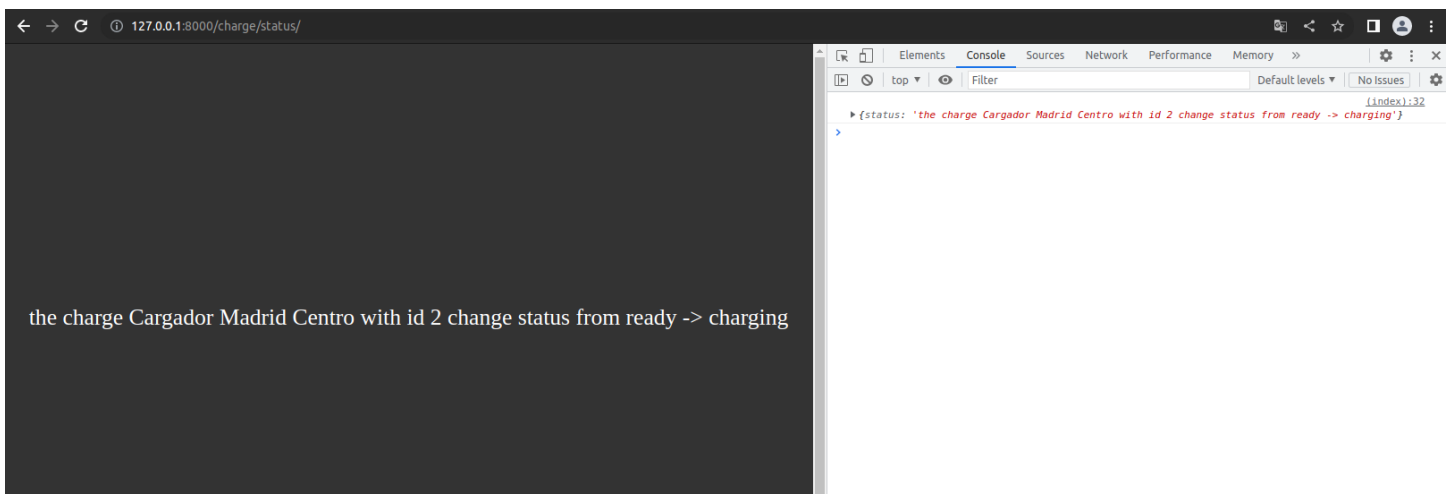 127.0.0.1:8000/charge/status/
Elements Console Sources Network Performance Memory »
top ▼ Filter Default levels ▼ No Issues
(index):32
▶ {status: 'the charge Cargador Madrid Centro with id 2 change status from ready -> charging'}
>
the charge Cargador Madrid Centro with id 2 change status from ready -> charging